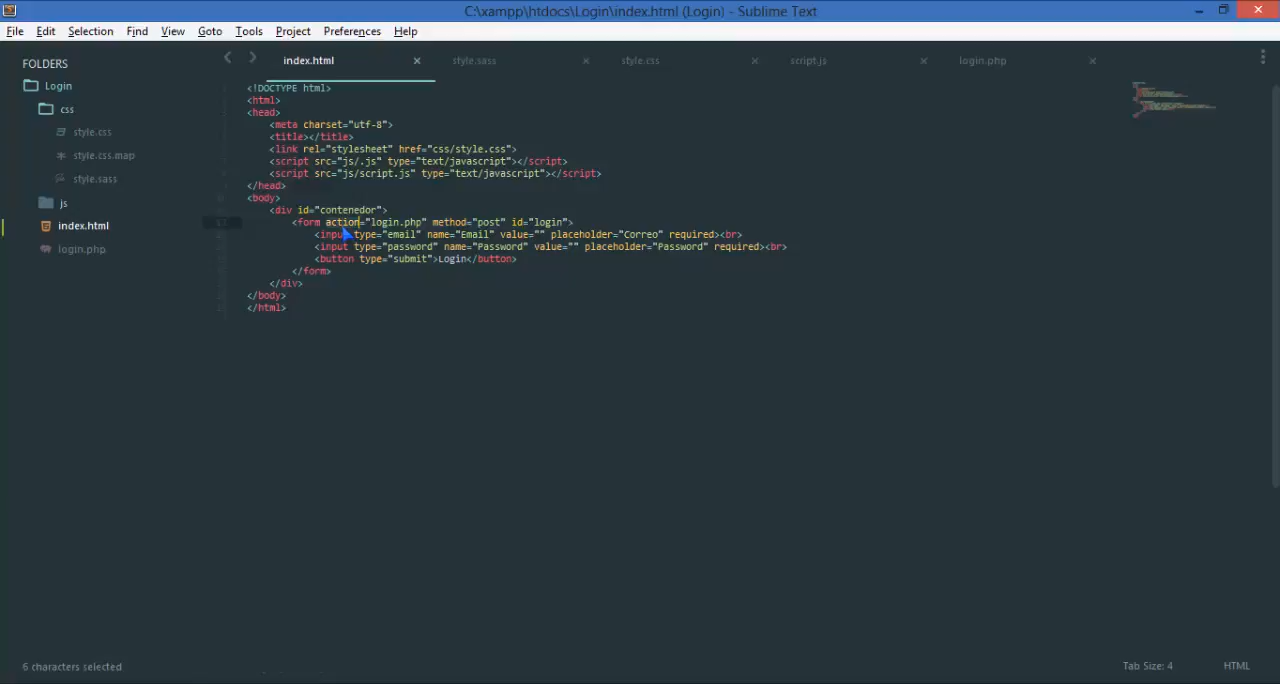 C:\xampp\htdocs\Login\index.html (Login) - Sublime Text
File Edit Selection Find View Goto Tools Project Preferences Help
FOLDERS
Login
css
style.css
style.css.map
style.sass
js
index.html
login.php
index.html style.sass style.css script.js login.php
<!DOCTYPE html>
<html>
<head>
<meta charset="utf-8">
<title></title>
<link rel="stylesheet" href="css/style.css">
<script src="js/.js" type="text/javascript"></script>
<script src="js/script.js" type="text/javascript"></script>
</head>
<body>
<div id="contenedor">
<form action="login.php" method="post" id="login">
<input type="email" name="Email" value="" placeholder="Correo" required><br>
<input type="password" name="Password" value="" placeholder="Password" required><br>
<button type="submit">Login</button>
</form>
</div>
</body>
</html>
6 characters selected
Tab Size: 4
HTML